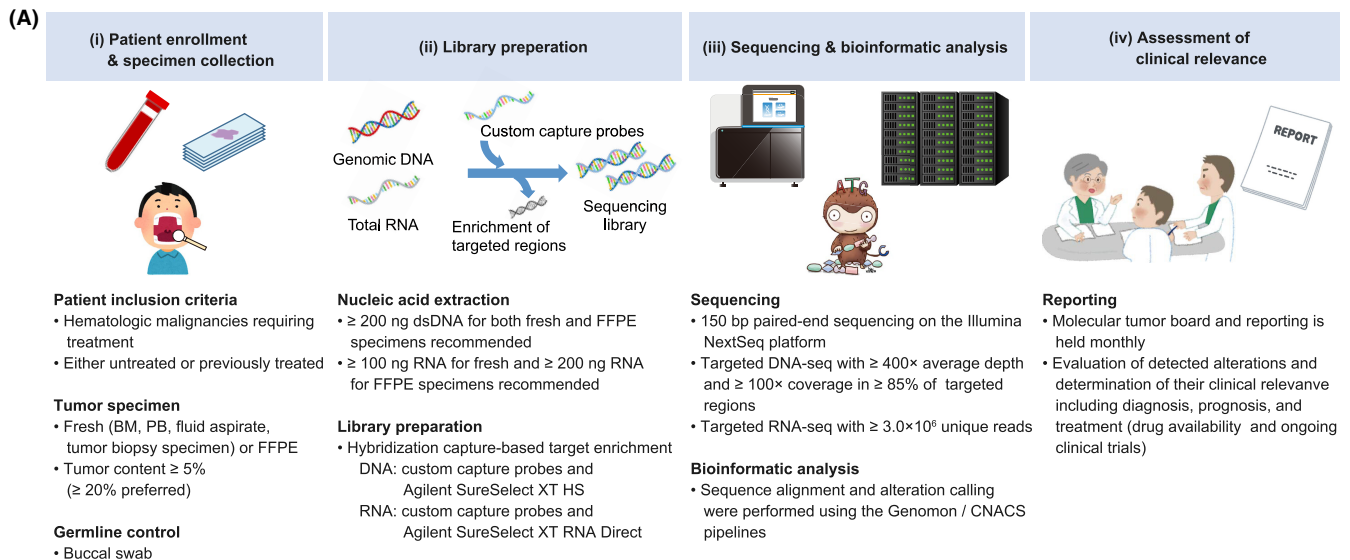 (A)
(i) Patient enrollment
& specimen collection
(ii) Library preperation
(iii) Sequencing & bioinformatic analysis
(iv) Assessment of
clinical relevance
Custom capture probes
Genomic DNA
Total RNA
Enrichment of
targeted regions
Sequencing
library
A T G
C
REPORT
Patient inclusion criteria
• Hematologic malignancies requiring
treatment
• Either untreated or previously treated
Tumor specimen
• Fresh (BM, PB, fluid aspirate,
tumor biopsy specimen) or FFPE
• Tumor content ≥ 5%
(≥ 20% preferred)
Germline control
• Buccal swab
Nucleic acid extraction
• ≥ 200 ng dsDNA for both fresh and FFPE
specimens recommended
• ≥ 100 ng RNA for fresh and ≥ 200 ng RNA
for FFPE specimens recommended
Library preparation
• Hybridization capture-based target enrichment
DNA: custom capture probes and
Agilent SureSelect XT HS
RNA: custom capture probes and
Agilent SureSelect XT RNA Direct
Sequencing
• 150 bp paired-end sequencing on the Illumina
NextSeq platform
• Targeted DNA-seq with ≥ 400× average depth
and ≥ 100× coverage in ≥ 85% of targeted
regions
• Targeted RNA-seq with ≥ 3.0×10⁶ unique reads
Bioinformatic analysis
• Sequence alignment and alteration calling
were performed using the Genomon / CNACS
pipelines
Reporting
• Molecular tumor board and reporting is
held monthly
• Evaluation of detected alterations and
determination of their clinical relevanve
including diagnosis, prognosis, and
treatment (drug availability and ongoing
clinical trials)